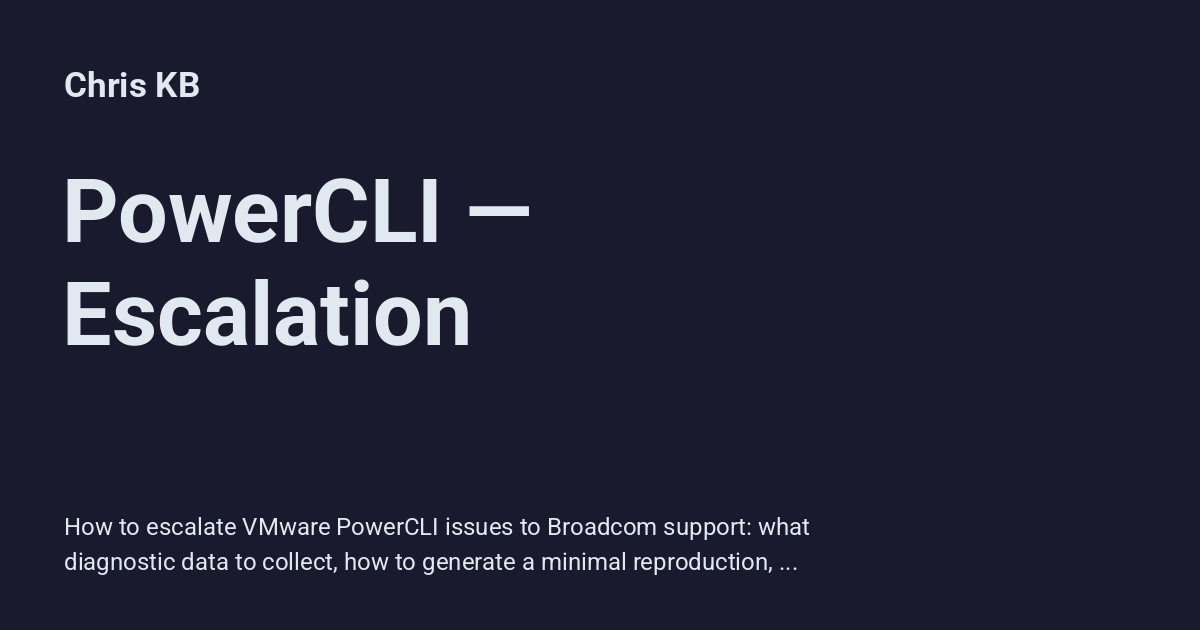 Chris KB
PowerCLI —
Escalation
How to escalate VMware PowerCLI issues to Broadcom support: what
diagnostic data to collect, how to generate a minimal reproduction, ...